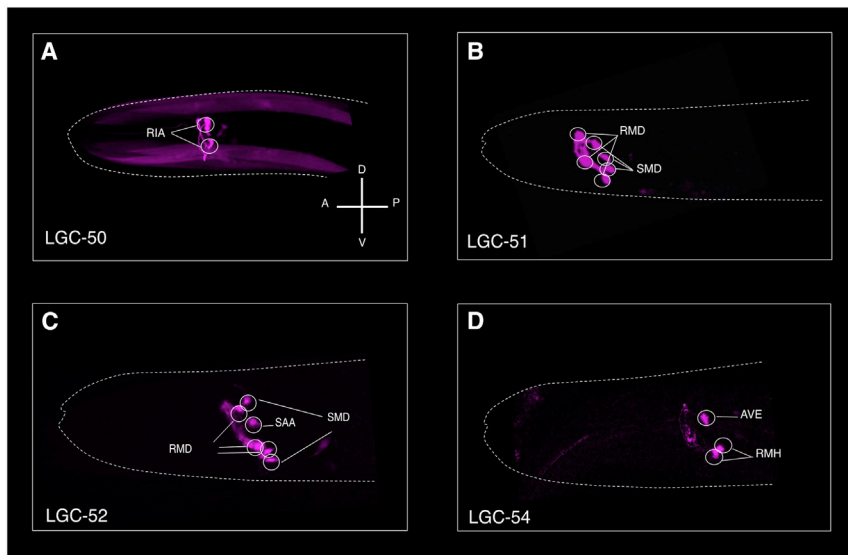 A
RIA
D
A
P
V
LGC-50
B
RMD
SMD
LGC-51
C
SMD
SAA
RMD
LGC-52
D
AVE
RMH
LGC-54